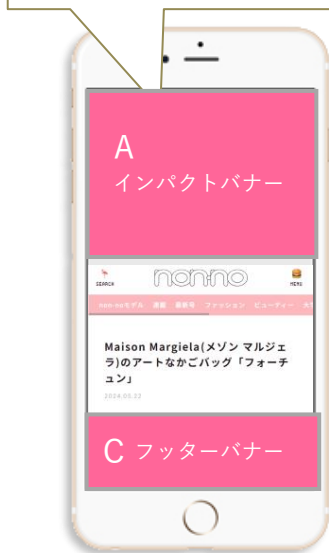 A
インパクトバナー
SEARCH
non-no
MENU
non-noモデル 連載 最新号 ファッション ビューティー
Maison Margiela(メゾン マルジェ
ラ)のアートなかごバッグ「フォーチ
ュン」
2024.05.22
C フッターバナー